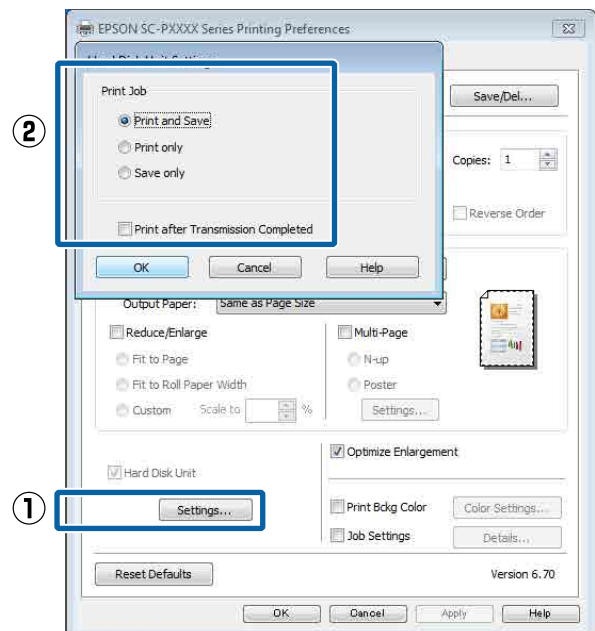 EPSON SC-PXXXX Series Printing Preferences
Print Job
Save/Del...
②
Print and Save
Print only
Copies: 1
Save only
Reverse Order
Print after Transmission Completed
OK Cancel Help
Output Paper: Same as Page Size
Reduce/Enlarge Multi-Page
Fit to Page N-up
Fit to Roll Paper Width Poster
Custom Scale to % Settings...
Optimize Enlargement
Hard Disk Unit
① Settings... Print Bckg Color Color Settings...
Job Settings Details...
Reset Defaults Version 6.70
OK Cancel Apply Help